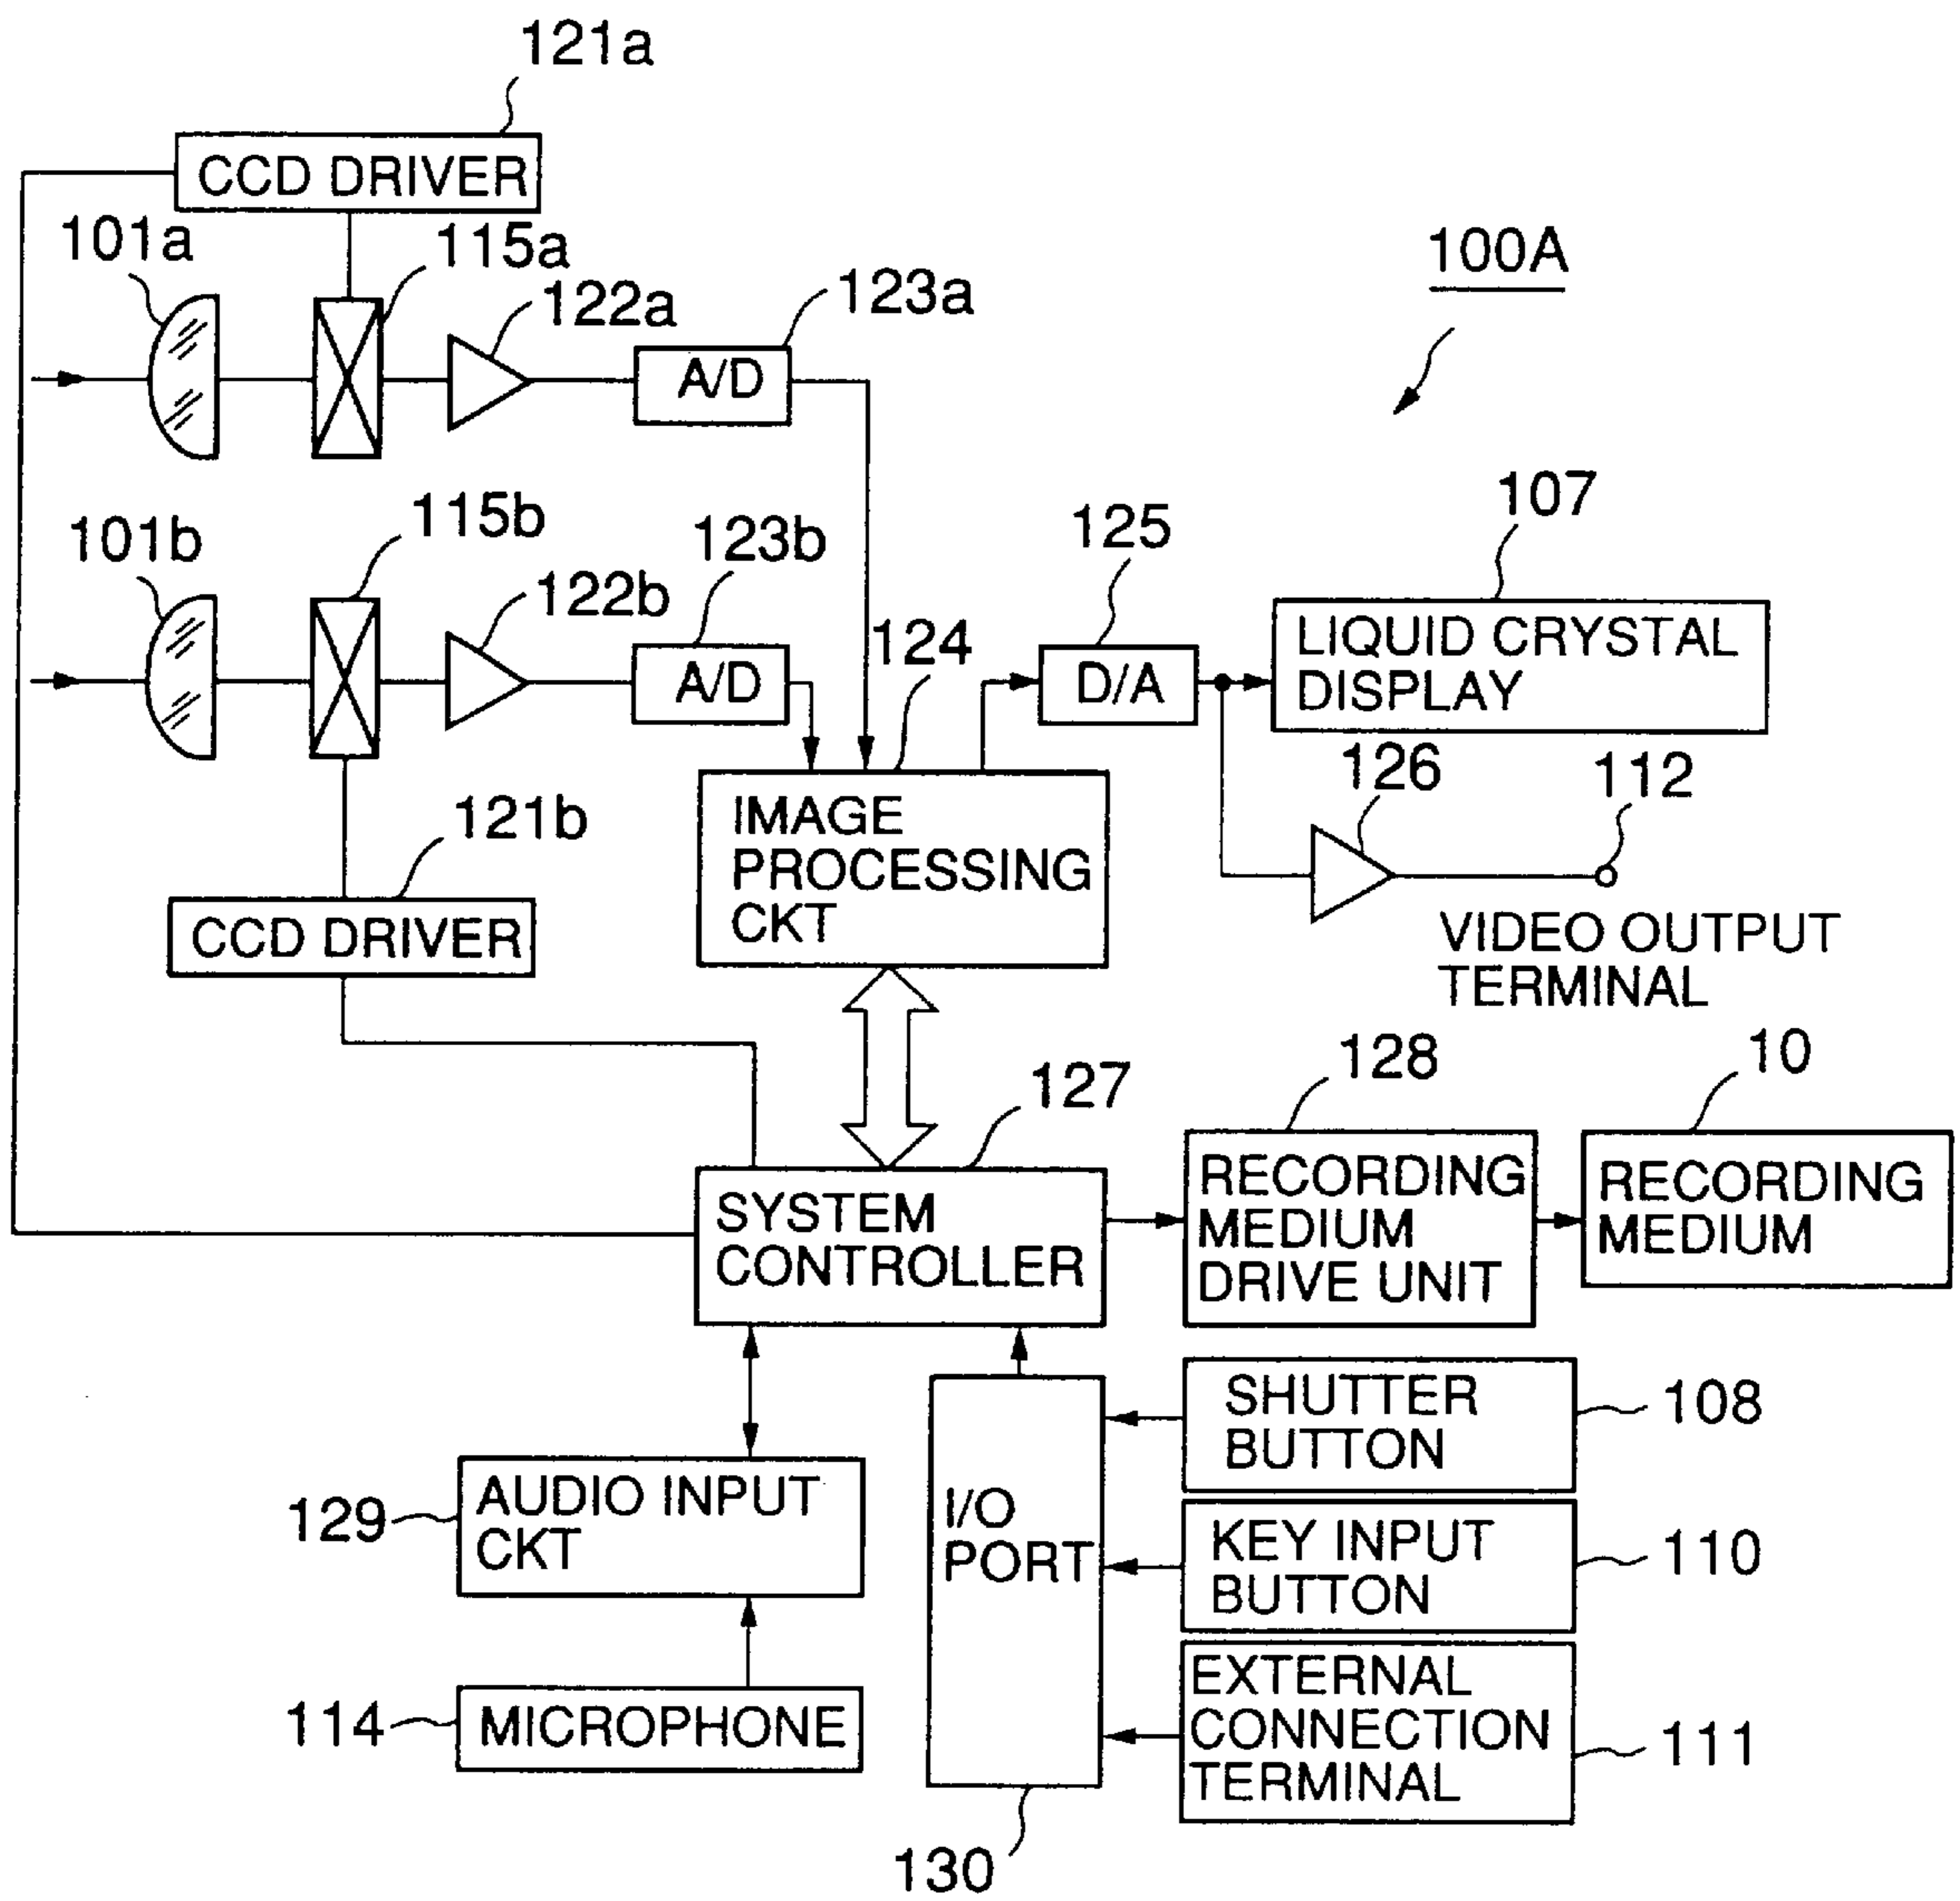 121a
CCD DRIVER
101a
115a
100A
122a
123a
A/D
107
115b
101b
123b
125
122b
124
LIQUID CRYSTAL
DISPLAY
A/D
D/A
126
112
121b
IMAGE
PROCESSING
CKT
CCD DRIVER
VIDEO OUTPUT
TERMINAL
127
128
10
SYSTEM
CONTROLLER
RECORDING
MEDIUM
DRIVE UNIT
RECORDING
MEDIUM
SHUTTER
BUTTON
108
129
AUDIO INPUT
CKT
I/O
PORT
KEY INPUT
BUTTON
110
114
MICROPHONE
EXTERNAL
CONNECTION
TERMINAL
111
130